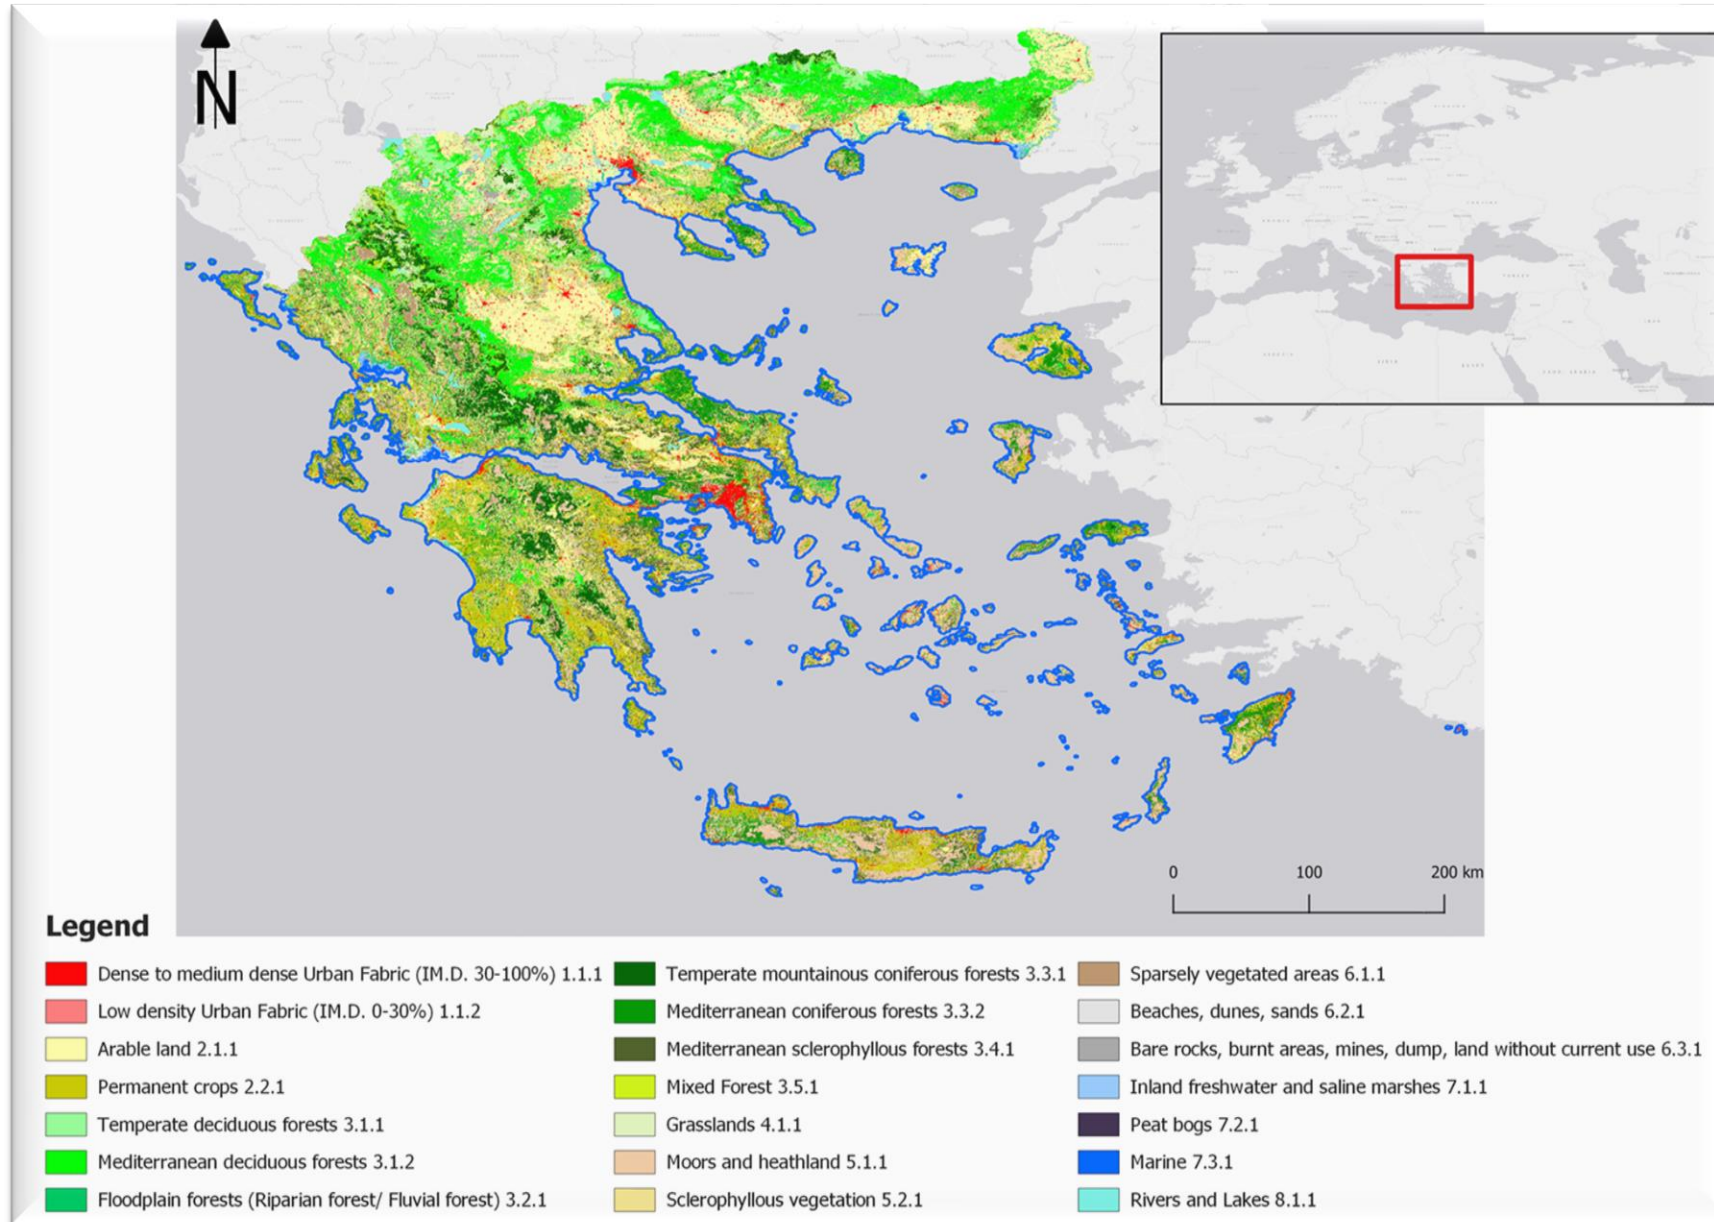 N
0 100 200 km
Legend
Dense to medium dense Urban Fabric (IM.D. 30-100%) 1.1.1
Low density Urban Fabric (IM.D. 0-30%) 1.1.2
Arable land 2.1.1
Permanent crops 2.2.1
Temperate deciduous forests 3.1.1
Mediterranean deciduous forests 3.1.2
Floodplain forests (Riparian forest/ Fluvial forest) 3.2.1
Temperate mountainous coniferous forests 3.3.1
Mediterranean coniferous forests 3.3.2
Mediterranean sclerophyllous forests 3.4.1
Mixed Forest 3.5.1
Grasslands 4.1.1
Moors and heathland 5.1.1
Sclerophyllous vegetation 5.2.1
Sparsely vegetated areas 6.1.1
Beaches, dunes, sands 6.2.1
Bare rocks, burnt areas, mines, dump, land without current use 6.3.1
Inland freshwater and saline marshes 7.1.1
Peat bogs 7.2.1
Marine 7.3.1
Rivers and Lakes 8.1.1